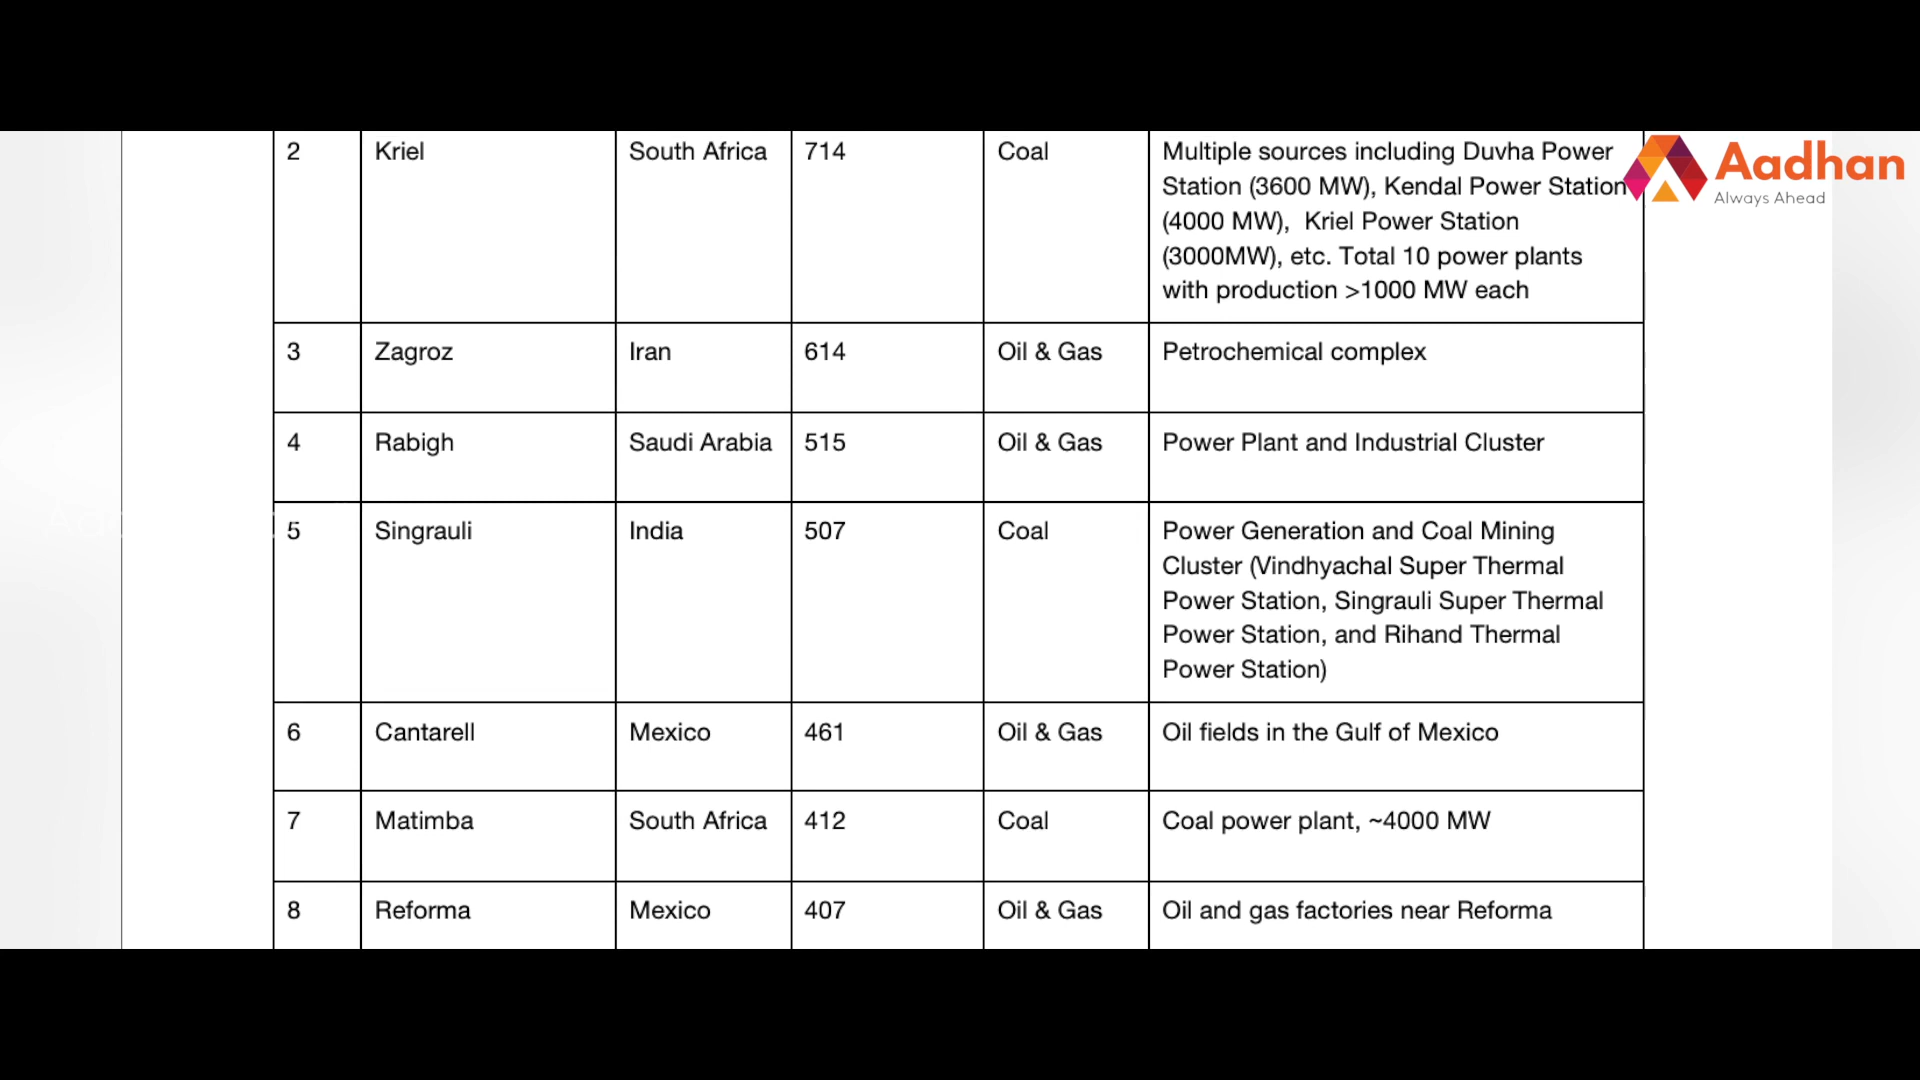 2 Kriel South Africa 714 Coal Multiple sources including Duvha Power
Station (3600 MW), Kendal Power Station
(4000 MW),  Kriel Power Station
(3000MW), etc. Total 10 power plants
with production >1000 MW each
Aadhan
Always Ahead
3 Zagroz Iran 614 Oil & Gas Petrochemical complex
4 Rabigh Saudi Arabia 515 Oil & Gas Power Plant and Industrial Cluster
5 Singrauli India 507 Coal Power Generation and Coal Mining
Cluster (Vindhyachal Super Thermal
Power Station, Singrauli Super Thermal
Power Station, and Rihand Thermal
Power Station)
6 Cantarell Mexico 461 Oil & Gas Oil fields in the Gulf of Mexico
7 Matimba South Africa 412 Coal Coal power plant, ~4000 MW
8 Reforma Mexico 407 Oil & Gas Oil and gas factories near Reforma